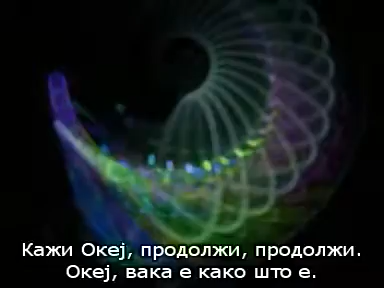 Кажи Океј, продолжи, продолжи.
Океј, вака е како што е.